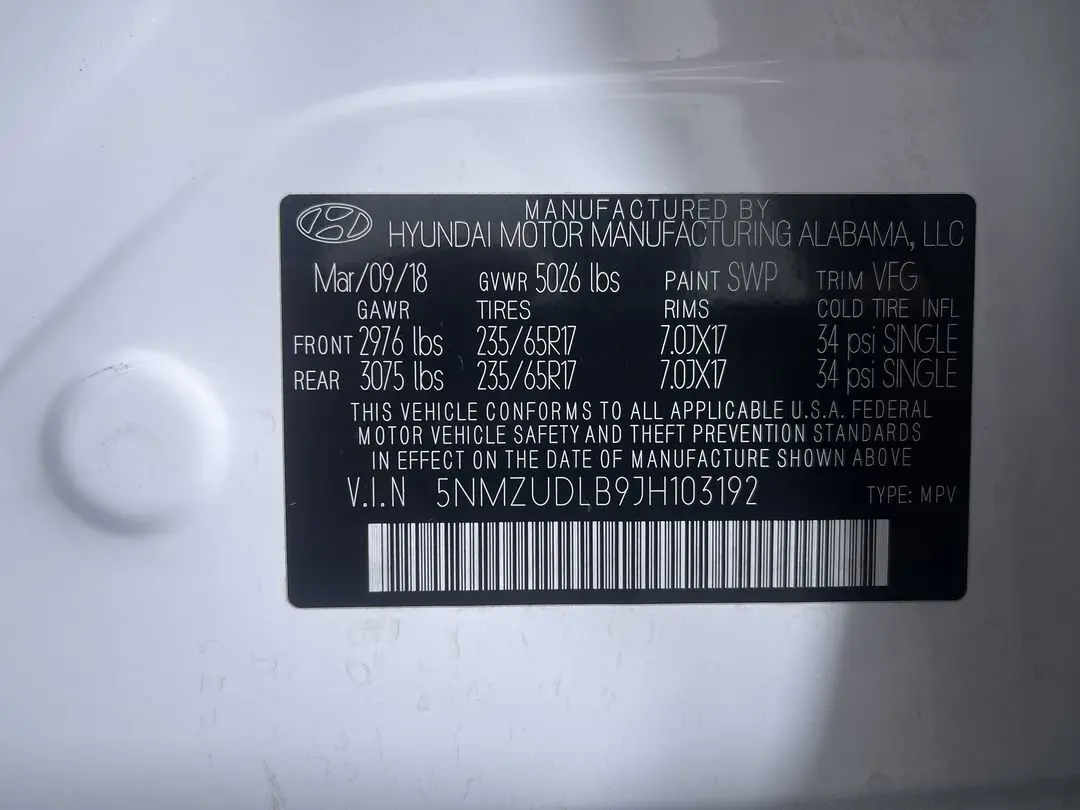 MANUFACTURED BY
HYUNDAI MOTOR MANUFACTURING ALABAMA, LLC
Mar/09/18 GVWR 5026 lbs PAINT SWP TRIM VFG
GAWR TIRES RIMS COLD TIRE INFL
FRONT 2976 lbs 235/65R17 7.0JX17 34 psi SINGLE
REAR 3075 lbs 235/65R17 7.0JX17 34 psi SINGLE
THIS VEHICLE CONFORMS TO ALL APPLICABLE U.S.A. FEDERAL
MOTOR VEHICLE SAFETY AND THEFT PREVENTION STANDARDS
IN EFFECT ON THE DATE OF MANUFACTURE SHOWN ABOVE
V.I.N 5NMZUDLB9JH103192 TYPE: MPV